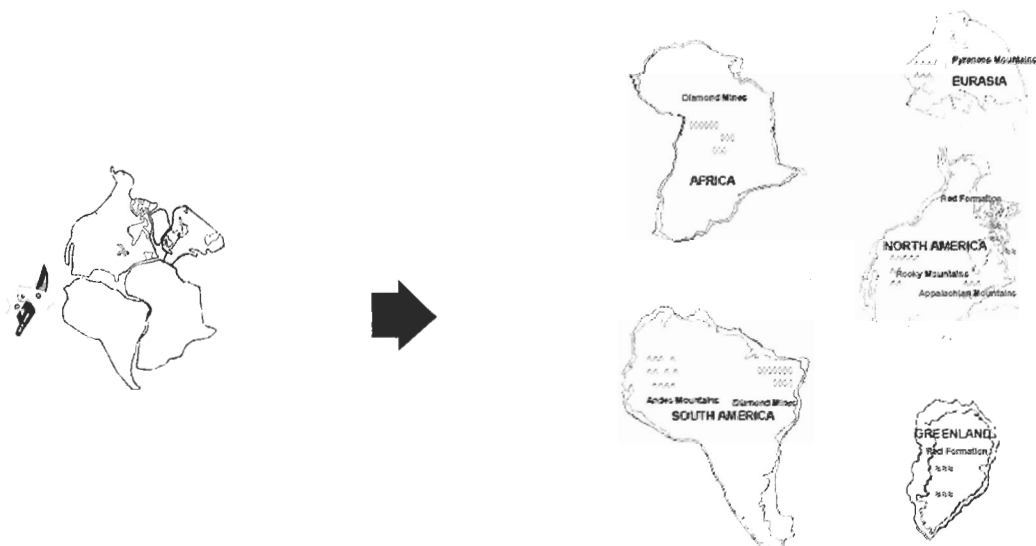 Diamond Mines
AFRICA
Pyrenees Mountains
EURASIA
Red Formation
NORTH AMERICA
Rocky Mountains
Appalachian Mountains
Andes Mountains
Diamond Mines
SOUTH AMERICA
GREENLAND
Red Formation